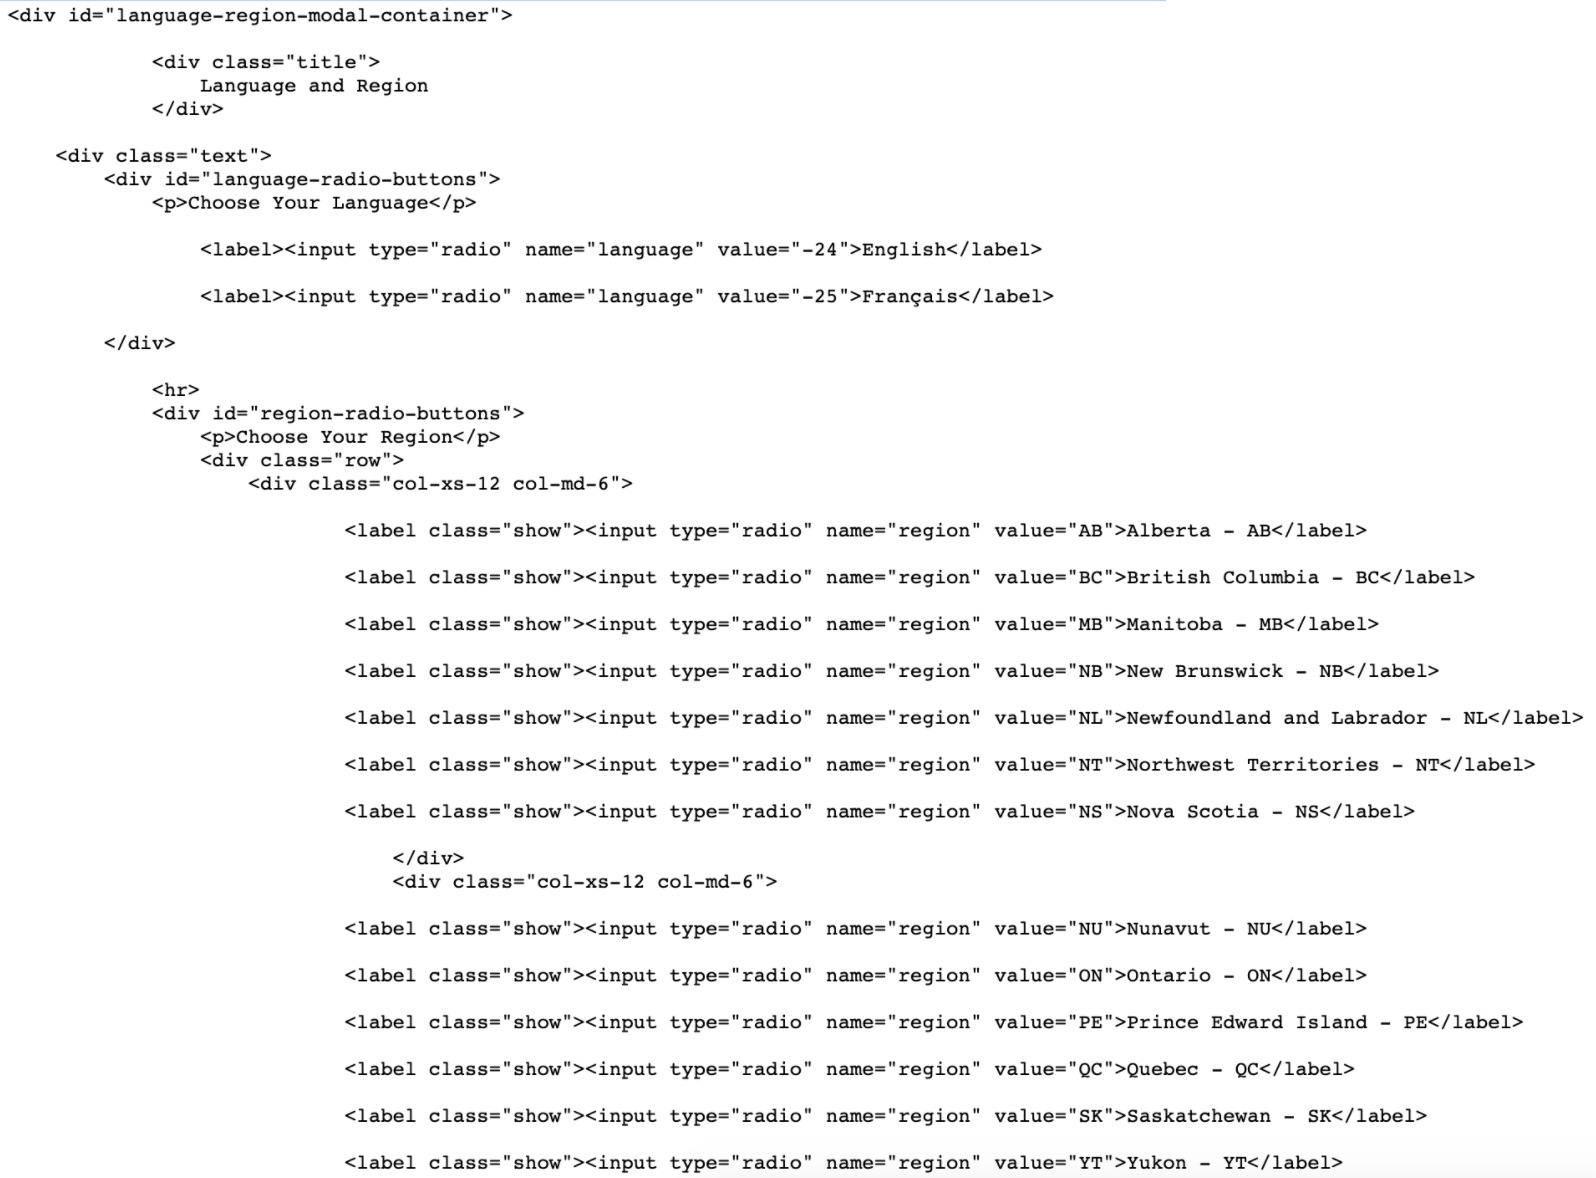 <div id="language-region-modal-container">
<div class="title">
Language and Region
</div>
<div class="text">
<div id="language-radio-buttons">
<p>Choose Your Language</p>
<label><input type="radio" name="language" value="-24">English</label>
<label><input type="radio" name="language" value="-25">Français</label>
</div>
<hr>
<div id="region-radio-buttons">
<p>Choose Your Region</p>
<div class="row">
<div class="col-xs-12 col-md-6">
<label class="show"><input type="radio" name="region" value="AB">Alberta - AB</label>
<label class="show"><input type="radio" name="region" value="BC">British Columbia - BC</label>
<label class="show"><input type="radio" name="region" value="MB">Manitoba - MB</label>
<label class="show"><input type="radio" name="region" value="NB">New Brunswick - NB</label>
<label class="show"><input type="radio" name="region" value="NL">Newfoundland and Labrador - NL</label>
<label class="show"><input type="radio" name="region" value="NT">Northwest Territories - NT</label>
<label class="show"><input type="radio" name="region" value="NS">Nova Scotia - NS</label>
</div>
<div class="col-xs-12 col-md-6">
<label class="show"><input type="radio" name="region" value="NU">Nunavut - NU</label>
<label class="show"><input type="radio" name="region" value="ON">Ontario - ON</label>
<label class="show"><input type="radio" name="region" value="PE">Prince Edward Island - PE</label>
<label class="show"><input type="radio" name="region" value="QC">Quebec - QC</label>
<label class="show"><input type="radio" name="region" value="SK">Saskatchewan - SK</label>
<label class="show"><input type="radio" name="region" value="YT">Yukon - YT</label>